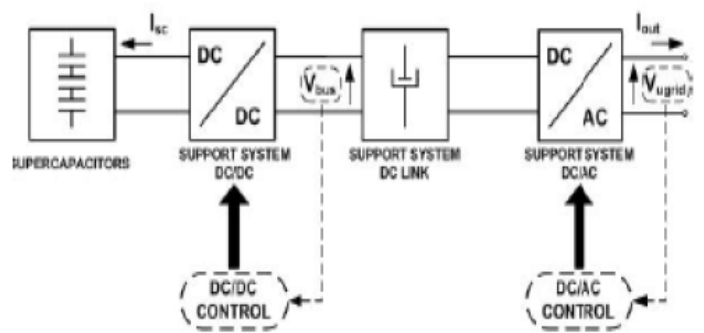 Isc
Iout
DC
DC
Vbus
DC
AC
Vugrid
SUPERCAPACITORS
SUPPORT SYSTEM
DC/DC
SUPPORT SYSTEM
DC LINK
SUPPORT SYSTEM
DC/AC
DC/DC
CONTROL
DC/AC
CONTROL